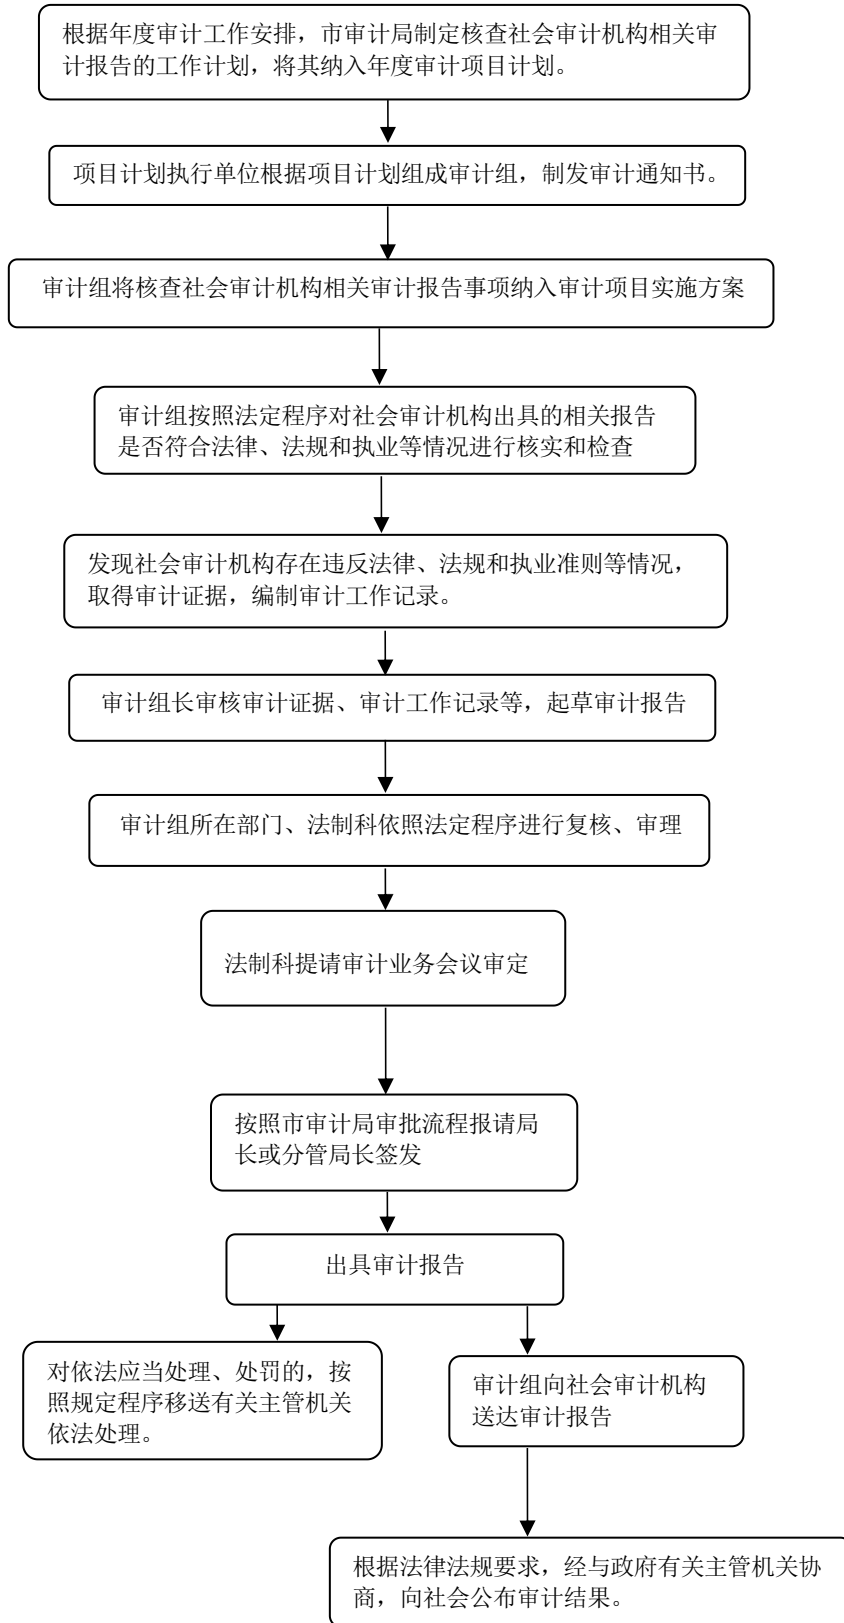 根据年度审计工作安排，市审计局制定核查社会审计机构相关审
计报告的工作计划，将其纳入年度审计项目计划。
项目计划执行单位根据项目计划组成审计组，制发审计通知书。
审计组将核查社会审计机构相关审计报告事项纳入审计项目实施方案
审计组按照法定程序对社会审计机构出具的相关报告
是否符合法律、法规和执业等情况进行核实和检查
发现社会审计机构存在违反法律、法规和执业准则等情况，
取得审计证据，编制审计工作记录。
审计组长审核审计证据、审计工作记录等，起草审计报告
审计组所在部门、法制科依照法定程序进行复核、审理
法制科提请审计业务会议审定
按照市审计局审批流程报请局
长或分管局长签发
出具审计报告
对依法应当处理、处罚的，按
照规定程序移送有关主管机关
依法处理。
审计组向社会审计机构
送达审计报告
根据法律法规要求，经与政府有关主管机关协
商，向社会公布审计结果。